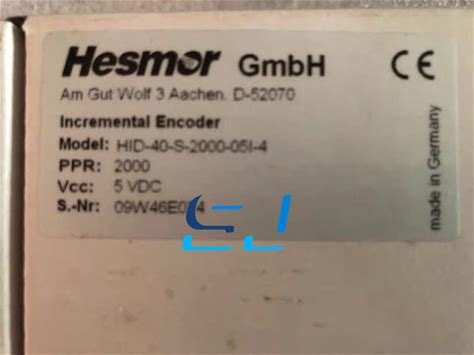 Hesmor GmbH
CE
Am Gut Wolf 3 Aachen. D-52070
Incremental Encoder
Model: HID-40-S-2000-05I-4
PPR: 2000
Vcc: 5 VDC
S.-Nr:
made in Germany